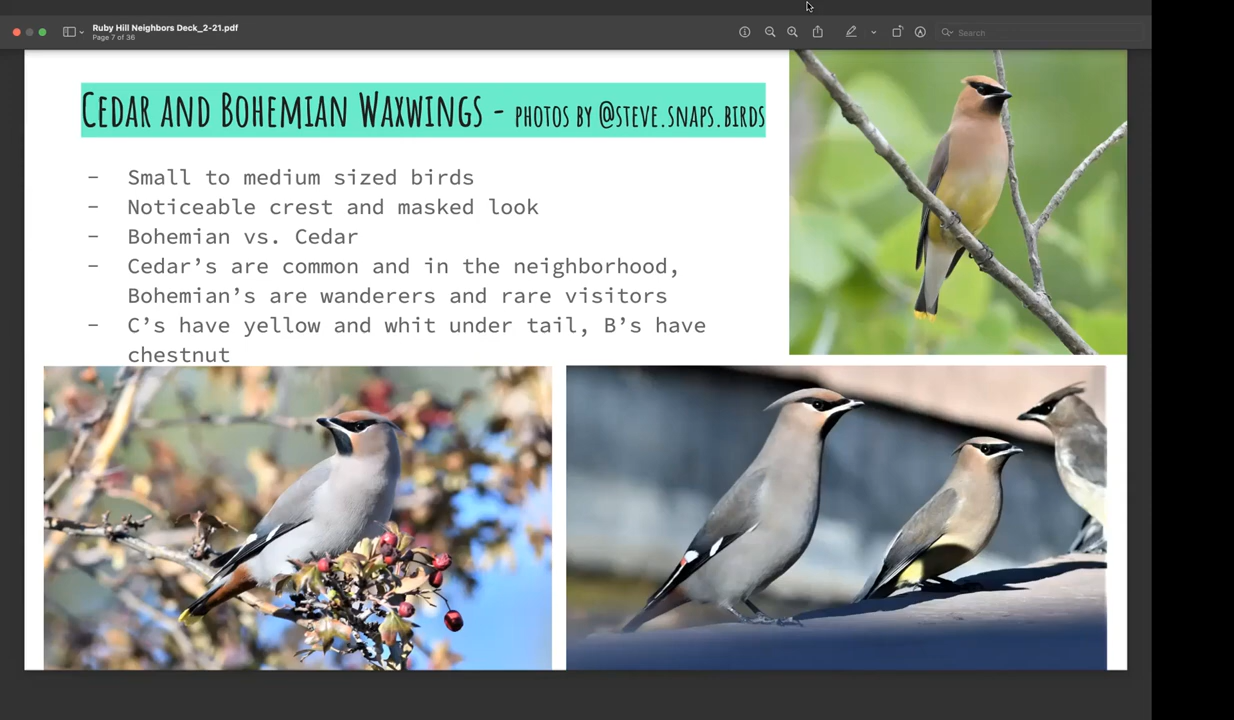 Ruby Hill Neighbors Deck_2-21.pdf
Page 7 of 36
Search
CEDAR AND BOHEMIAN WAXWINGS - PHOTOS BY @STEVE.SNAPS.BIRDS
- Small to medium sized birds
- Noticeable crest and masked look
- Bohemian vs. Cedar
- Cedar’s are common and in the neighborhood,
Bohemian’s are wanderers and rare visitors
- C’s have yellow and whit under tail, B’s have
chestnut